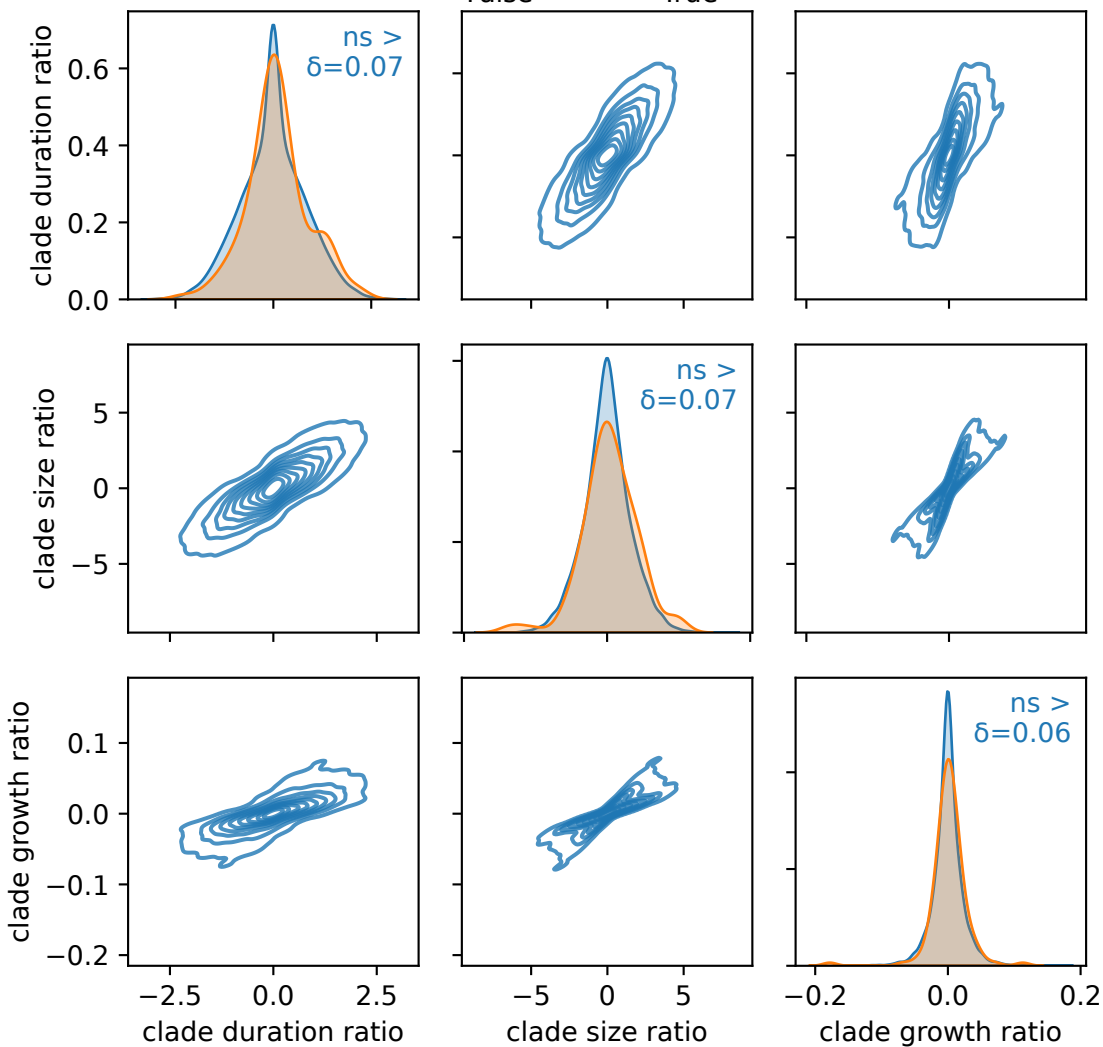 True
ns >
δ=0.07
clade duration ratio
0.6
0.4
0.2
0.0
ns >
δ=0.07
clade size ratio
5
0
−5
ns >
δ=0.06
clade growth ratio
0.1
0.0
−0.1
−0.2
−2.5 0.0 2.5
−5 0 5
−0.2 0.0 0.2
clade duration ratio
clade size ratio
clade growth ratio